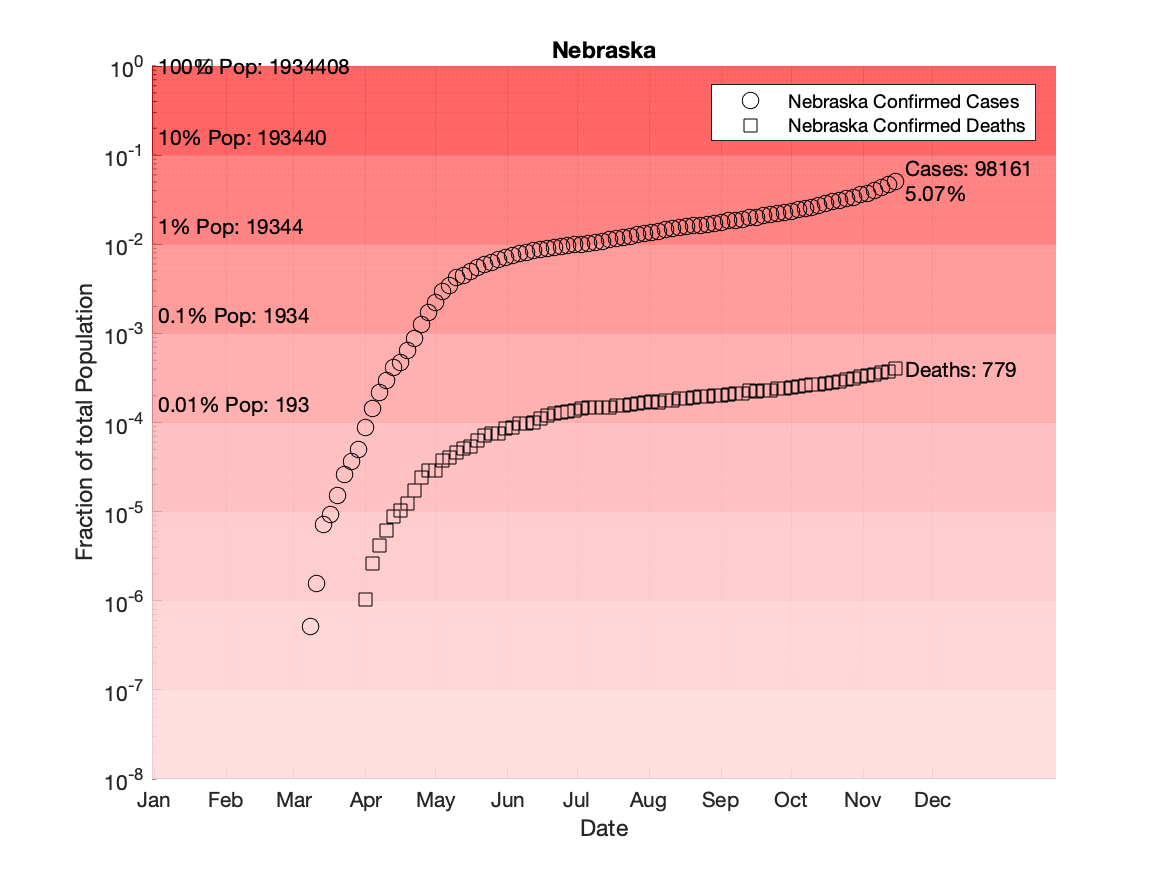 Nebraska
10^0
100% Pop: 1934408
Nebraska Confirmed Cases
Nebraska Confirmed Deaths
10% Pop: 193440
10^-1
Cases: 98161
5.07%
1% Pop: 19344
10^-2
0.1% Pop: 1934
10^-3
Deaths: 779
0.01% Pop: 193
10^-4
10^-5
10^-6
10^-7
10^-8
Fraction of total Population
Jan Feb Mar Apr May Jun Jul Aug Sep Oct Nov Dec
Date